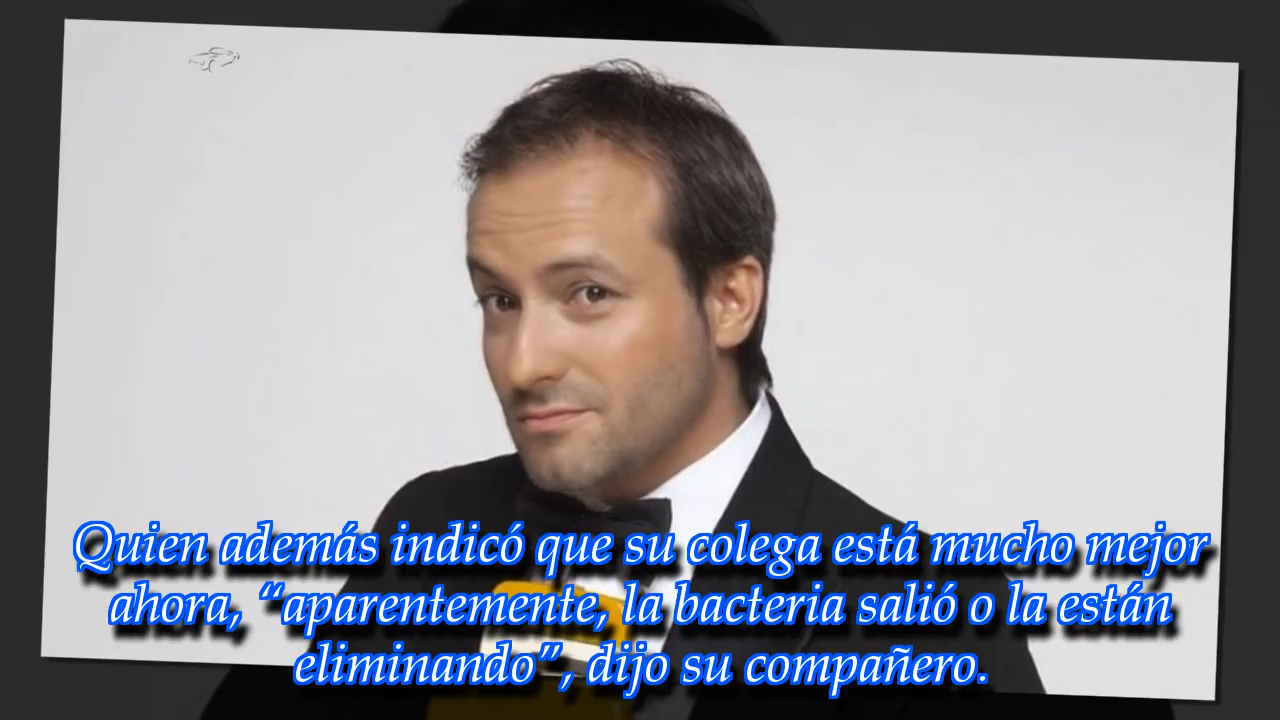 Quien además indicó que su colega está mucho mejor
ahora, “aparentemente, la bacteria salió o la están
eliminando”, dijo su compañero.